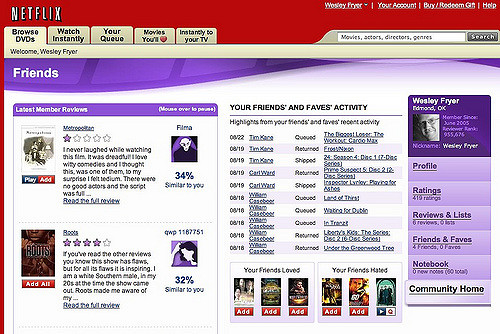 NETFLIX
Wesley Fryer | Your Account | Buy / Redeem Gift | Help
Browse DVDs
Watch Instantly
Your Queue
Movies You'll
Instantly to your TV
Movies, actors, directors, genres
Search
Welcome, Wesley Fryer
Friends
Latest Member Reviews (Mouse over to pause)
Metropolitan
Filma
I never laughed while watching
this film. It was dreadful! I love
witty comedies and I thought
this was one of them, to my
surprise I felt tedium. There were
no good actors and the script
was full ...
Read the full review
34%
Similar to you
Play Add
Roots
qwp 1167751
If you've read the other reviews
you know this show has flaws,
but for all its flaws it is inspiring. I
am a white Southern male, in my
20s at the time the show came
out. Roots made me aware of
my ...
Read the full review
32%
Similar to you
ROOTS
Add All
YOUR FRIENDS' AND FAVES' ACTIVITY
Highlights from your friends' and faves' recent activity
08/22 Tim Kane Queued The Biggest Loser: The
Workout: Cardio Max
08/19 Tim Kane Returned Frost/Nixon
08/19 Tim Kane Shipped 24: Season 4: Disc 1 (7-Disc
Series)
08/19 Carl Ward Returned Prime Suspect 5: Disc 2 (2-
Disc Series)
08/19 Carl Ward Shipped Inspector Lynley: Playing for
Ashes
08/18 William
Casebeer Queued Land of Thirst
08/18 William
Casebeer Queued Waiting for Dublin
08/18 William
Casebeer Queued In Tranzit
08/18 William
Casebeer Returned Liberty's Kids: The Series:
Disc 2 (6-Disc Series)
08/18 William
Casebeer Returned Under the Greenwood Tree
Your Friends Loved
Add
Add
Add
Your Friends Hated
Add
Add
Add
Q
Wesley Fryer
Edmond, OK
Member Since:
June 2005
Reviewer Rank:
955,676
Nickname: Wesley Fryer
Profile
Ratings
419 ratings
Reviews & Lists
6 reviews, 0 lists
Friends & Faves
4 Friends, 0 Faves
Notebook
0 new notes (60 total)
Community Home